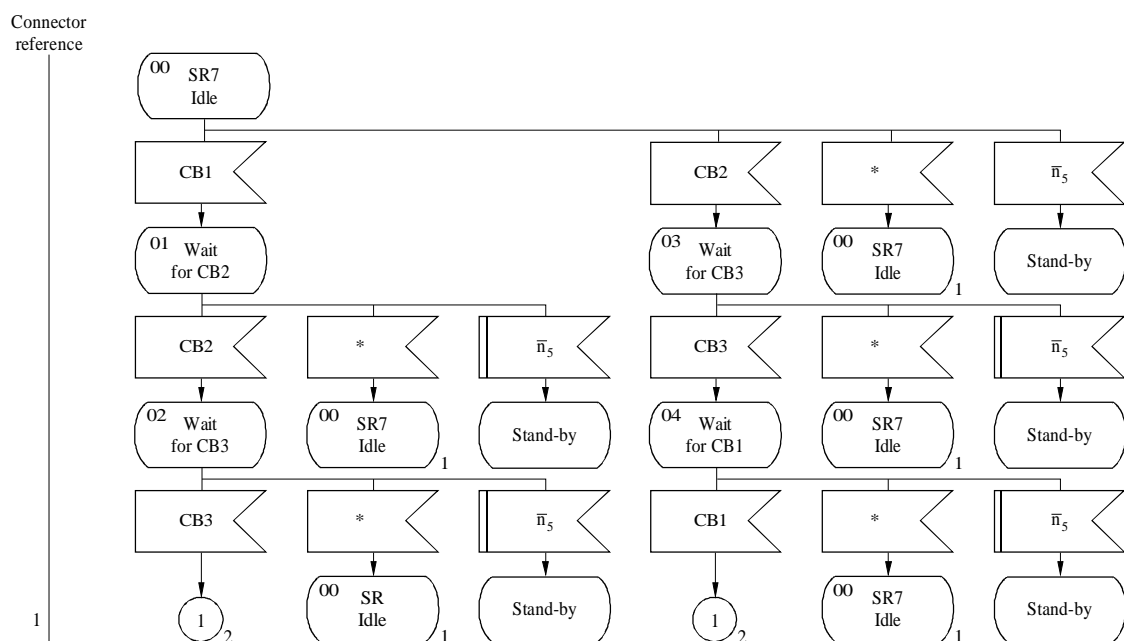 Connector
reference
00 SR7
Idle
CB1
CB2
*
n̅5
01 Wait
for CB2
03 Wait
for CB3
00 SR7
Idle
1
Stand-by
CB2
*
n̅5
CB3
*
n̅5
02 Wait
for CB3
00 SR7
Idle
1
Stand-by
04 Wait
for CB1
00 SR7
Idle
1
Stand-by
CB3
*
n̅5
CB1
*
n̅5
1
1
2
00 SR
Idle
1
Stand-by
1
2
00 SR7
Idle
1
Stand-by